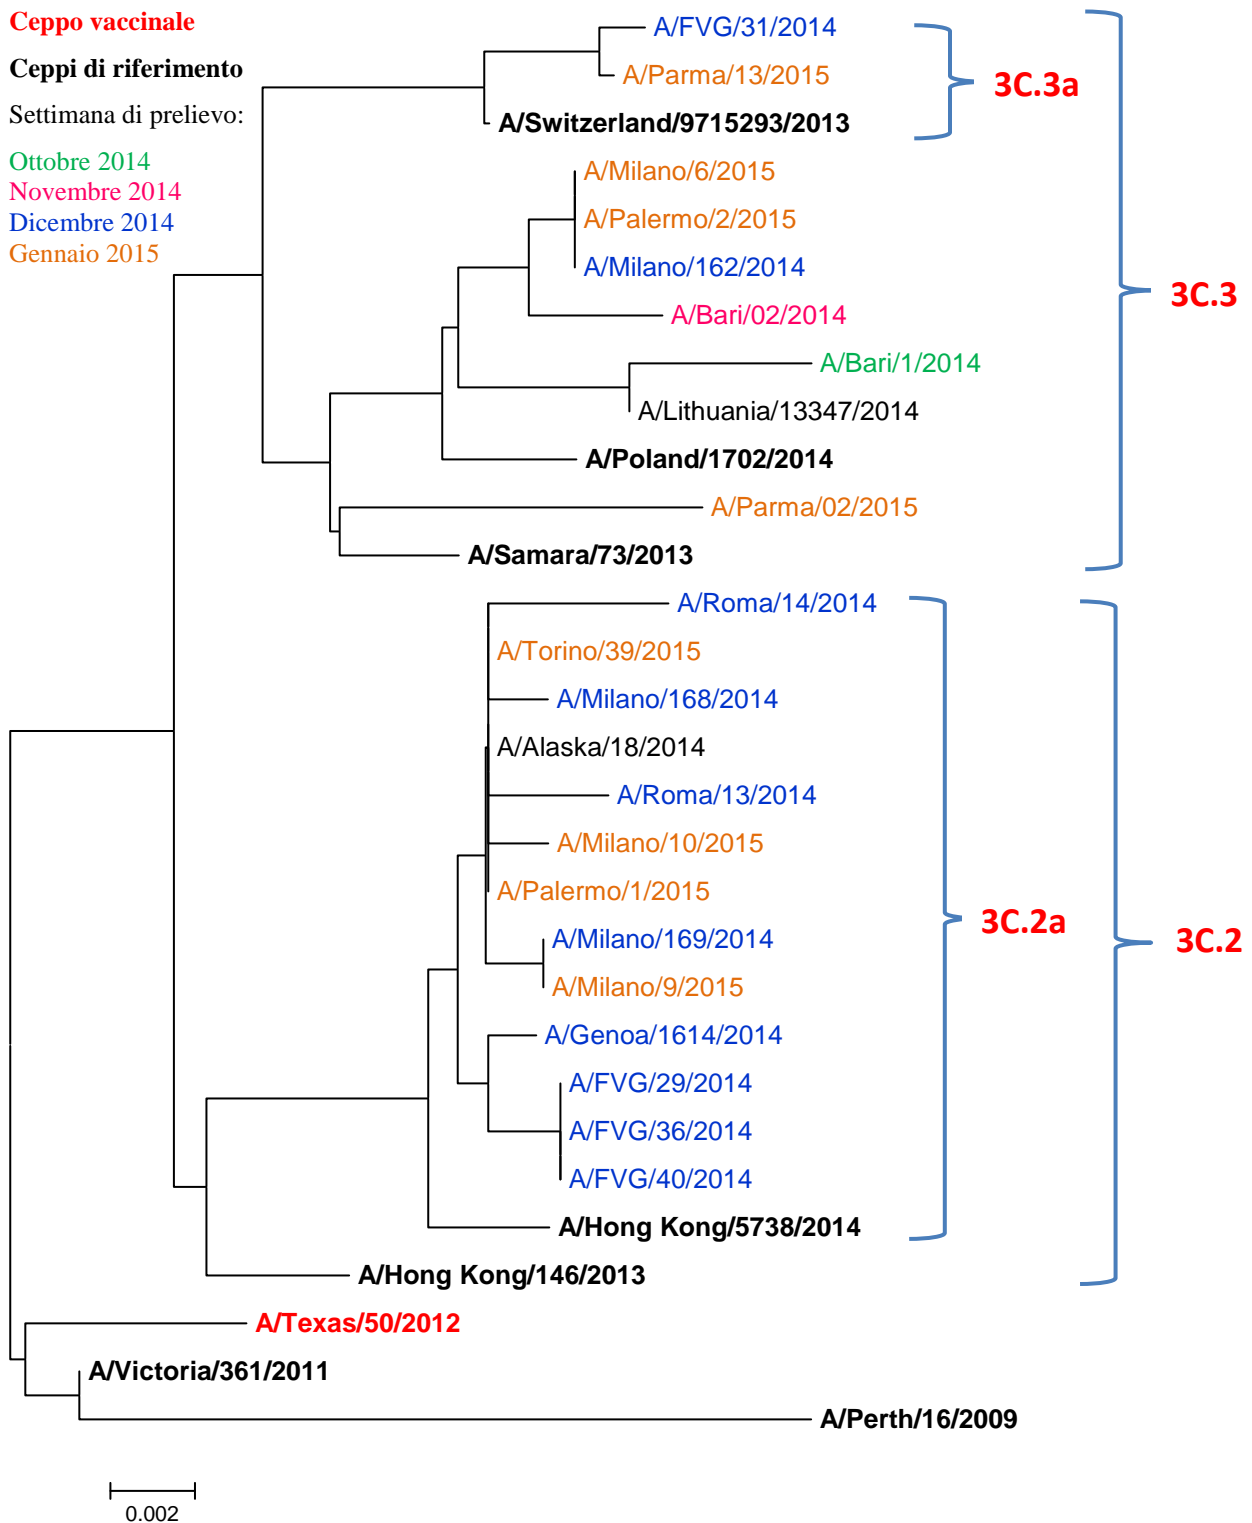 Ceppo vaccinale
Ceppi di riferimento
Settimana di prelievo:
Ottobre 2014
Novembre 2014
Dicembre 2014
Gennaio 2015
A/FVG/31/2014
A/Parma/13/2015
A/Switzerland/9715293/2013
3C.3a
A/Milano/6/2015
A/Palermo/2/2015
A/Milano/162/2014
A/Bari/02/2014
A/Bari/1/2014
A/Lithuania/13347/2014
A/Poland/1702/2014
A/Parma/02/2015
A/Samara/73/2013
3C.3
A/Roma/14/2014
A/Torino/39/2015
A/Milano/168/2014
A/Alaska/18/2014
A/Roma/13/2014
A/Milano/10/2015
A/Palermo/1/2015
A/Milano/169/2014
A/Milano/9/2015
A/Genoa/1614/2014
A/FVG/29/2014
A/FVG/36/2014
A/FVG/40/2014
A/Hong Kong/5738/2014
3C.2a
A/Hong Kong/146/2013
3C.2
A/Texas/50/2012
A/Victoria/361/2011
A/Perth/16/2009
0.002